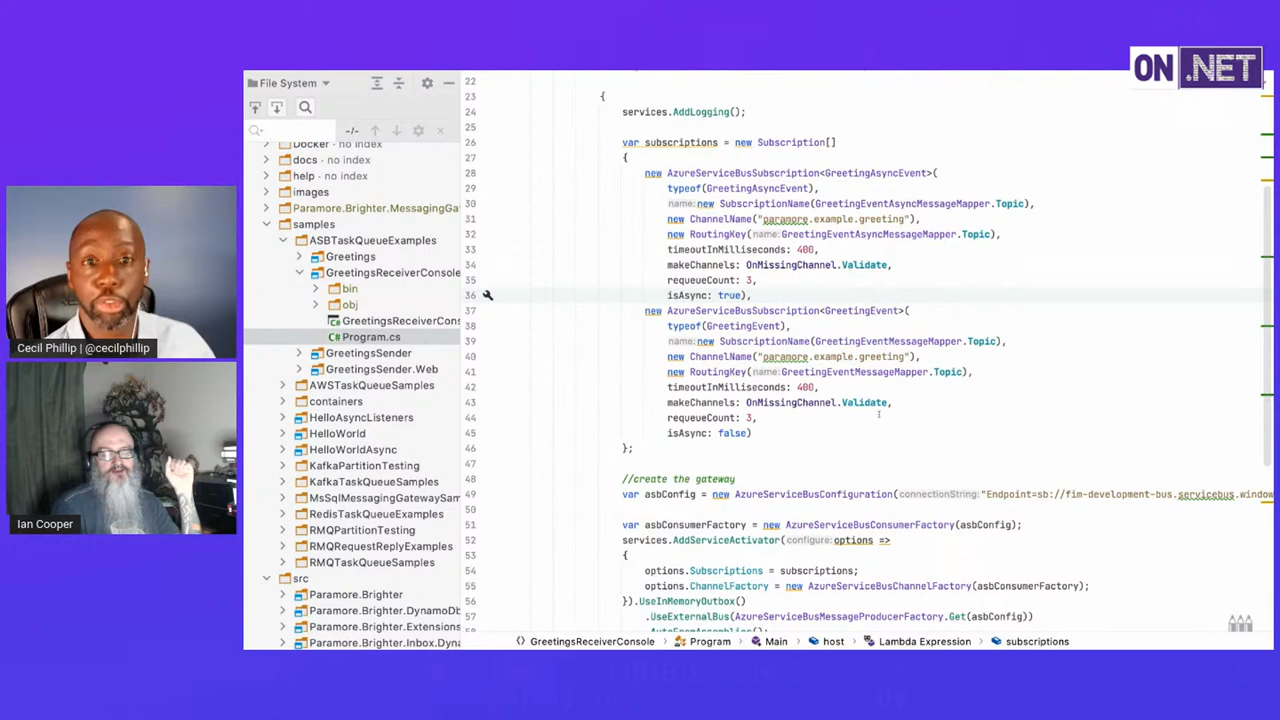 ON .NET
File System
-/-
Docker no index
docs no index
help no index
images
Paramore.Brighter.MessagingGa
samples
ASBTaskQueueExamples
Greetings
GreetingsReceiverConsole
bin
obj
GreetingsReceiverCons
C# Program.cs
GreetingsSender
GreetingsSender.Web
AWSTaskQueueSamples
containers
HelloAsyncListeners
HelloWorld
HelloWorldAsync
KafkaPartitionTesting
KafkaTaskQueueSamples
MsSqlMessagingGatewaySam
RedisTaskQueueExamples
RMQPartitionTesting
RMQRequestReplyExamples
RMQTaskQueueSamples
src
Paramore.Brighter
Paramore.Brighter.DynamoDb
Paramore.Brighter.Extensions
Paramore.Brighter.Inbox.Dyna
22
23 {
24 services.AddLogging();
25
26 var subscriptions = new Subscription[]
27 {
28 new AzureServiceBusSubscription<GreetingAsyncEvent>(
29 typeof(GreetingAsyncEvent),
30 name: new SubscriptionName(GreetingEventAsyncMessageMapper.Topic),
31 new ChannelName("paramore.example.greeting"),
32 new RoutingKey(name: GreetingEventAsyncMessageMapper.Topic),
33 timeoutInMilliseconds: 400,
34 makeChannels: OnMissingChannel.Validate,
35 requeueCount: 3,
36 isAsync: true),
37 new AzureServiceBusSubscription<GreetingEvent>(
38 typeof(GreetingEvent),
39 name: new SubscriptionName(GreetingEventMessageMapper.Topic),
40 new ChannelName("paramore.example.greeting"),
41 new RoutingKey(name: GreetingEventMessageMapper.Topic),
42 timeoutInMilliseconds: 400,
43 makeChannels: OnMissingChannel.Validate,
44 requeueCount: 3,
45 isAsync: false)
46 };
47
48 //create the gateway
49 var asbConfig = new AzureServiceBusConfiguration(connectionString: "Endpoint=sb://fim-development-bus.servicebus.window
50
51 var asbConsumerFactory = new AzureServiceBusConsumerFactory(asbConfig);
52 services.AddServiceActivator(configure: options =>
53 {
54 options.Subscriptions = subscriptions;
55 options.ChannelFactory = new AzureServiceBusChannelFactory(asbConsumerFactory);
56 }).UseInMemoryOutbox()
57 .UseExternalBus(AzureServiceBusMessageProducerFactory.Get(asbConfig))
58 .AutoFromAssemblies();
{} GreetingsReceiverConsole > Program > Main > host > Lambda Expression > subscriptions
Cecil Phillip | @cecilphillip
Ian Cooper